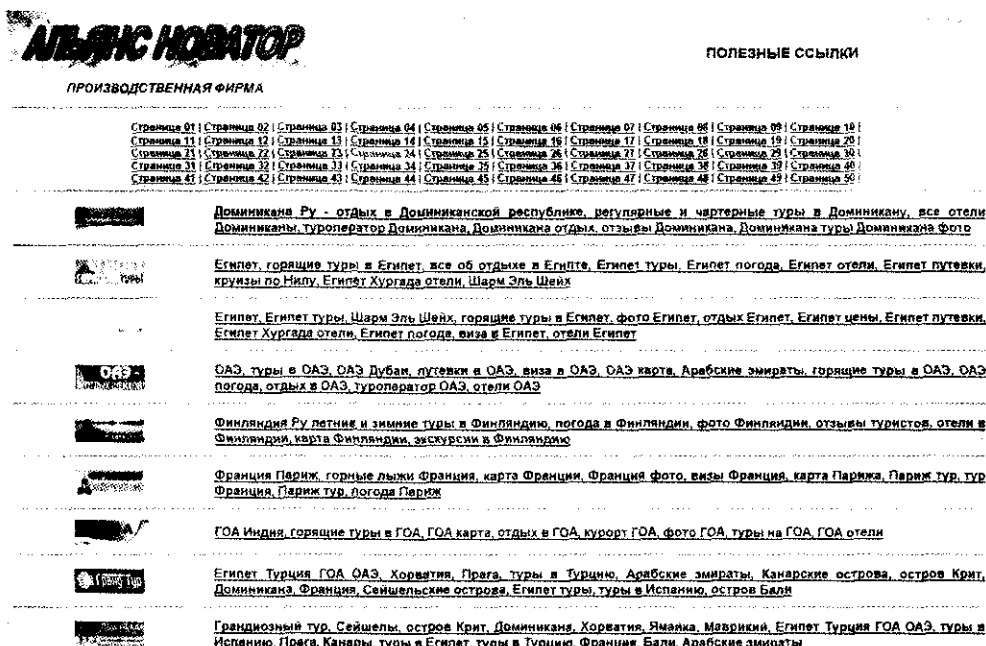 АЛЬЯНС НОВАТОР
ПОЛЕЗНЫЕ ССЫЛКИ
ПРОИЗВОДСТВЕННАЯ ФИРМА
Страница 01 | Страница 02 | Страница 03 | Страница 04 | Страница 05 | Страница 06 | Страница 07 | Страница 08 | Страница 09 | Страница 10 |
Страница 11 | Страница 12 | Страница 13 | Страница 14 | Страница 15 | Страница 16 | Страница 17 | Страница 18 | Страница 19 | Страница 20 |
Страница 21 | Страница 22 | Страница 23 | Страница 24 | Страница 25 | Страница 26 | Страница 27 | Страница 28 | Страница 29 | Страница 30 |
Страница 31 | Страница 32 | Страница 33 | Страница 34 | Страница 35 | Страница 36 | Страница 37 | Страница 38 | Страница 39 | Страница 40 |
Страница 41 | Страница 42 | Страница 43 | Страница 44 | Страница 45 | Страница 46 | Страница 47 | Страница 48 | Страница 49 | Страница 50
Доминикана Ру - отдых в Доминиканской республике, регулярные и чартерные туры в Доминикану, все отели
Доминиканы, туроператор Доминикана, Доминикана отдых, отзывы Доминикана, Доминикана туры Доминикана фото
туры
Египет, горящие туры в Египет, все об отдыхе в Египте, Египет туры, Египет погода, Египет отели, Египет путевки,
круизы по Нилу, Египет Хургада отели, Шарм Эль Шейх
Египет, Египет туры, Шарм Эль Шейх, горящие туры в Египет, фото Египет, отдых Египет, Египет цены, Египет путевки,
Египет Хургада отели, Египет погода, виза в Египет, отели Египет
ОАЭ
ОАЭ, туры в ОАЭ, ОАЭ Дубаи, путевки в ОАЭ, виза в ОАЭ, ОАЭ карта, Арабские эмираты, горящие туры в ОАЭ, ОАЭ
погода, отдых в ОАЭ, туроператор ОАЭ, отели ОАЭ
Финляндия Ру летние и зимние туры в Финляндию, погода в Финляндии, фото Финляндии, отзывы туристов, отели в
Финляндии, карта Финляндии, экскурсии в Финляндию
Франция Париж, горные лыжи Франция, карта Франции, Франция фото, визы Франция, карта Парижа, Париж тур, тур
Франция, Париж тур, погода Париж
ГОА Индия, горящие туры в ГОА, ГОА карта, отдых в ГОА, курорт ГОА, фото ГОА, туры на ГОА, ГОА отели
Гранд Тур
Египет Турция ГОА ОАЭ, Хорватия, Прага, туры в Турцию, Арабские эмираты, Канарские острова, остров Крит,
Доминикана, Франция, Сейшельские острова, Египет туры, туры в Испанию, остров Бали
Грандиозный тур, Сейшелы, остров Крит, Доминикана, Хорватия, Ямайка, Маврикий, Египет Турция ГОА ОАЭ, туры в
Испанию, Прага, Канары, туры в Египет, туры в Турцию, Франция, Бали, Арабские эмираты